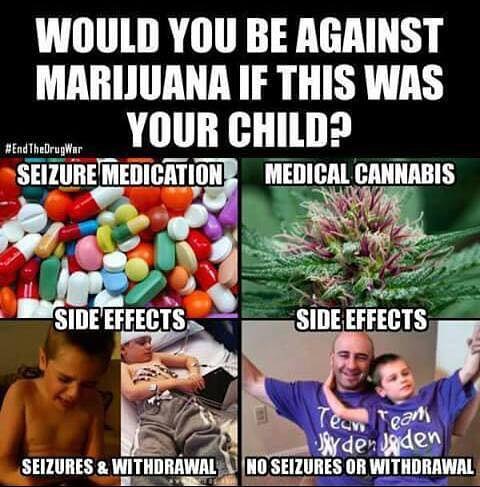 WOULD YOU BE AGAINST
MARIJUANA IF THIS WAS
YOUR CHILD?
#EndTheDrugWar
SEIZURE MEDICATION
MEDICAL CANNABIS
SIDE EFFECTS
SIDE EFFECTS
Team
Jayden
Team
Jayden
SEIZURES & WITHDRAWAL
NO SEIZURES OR WITHDRAWAL